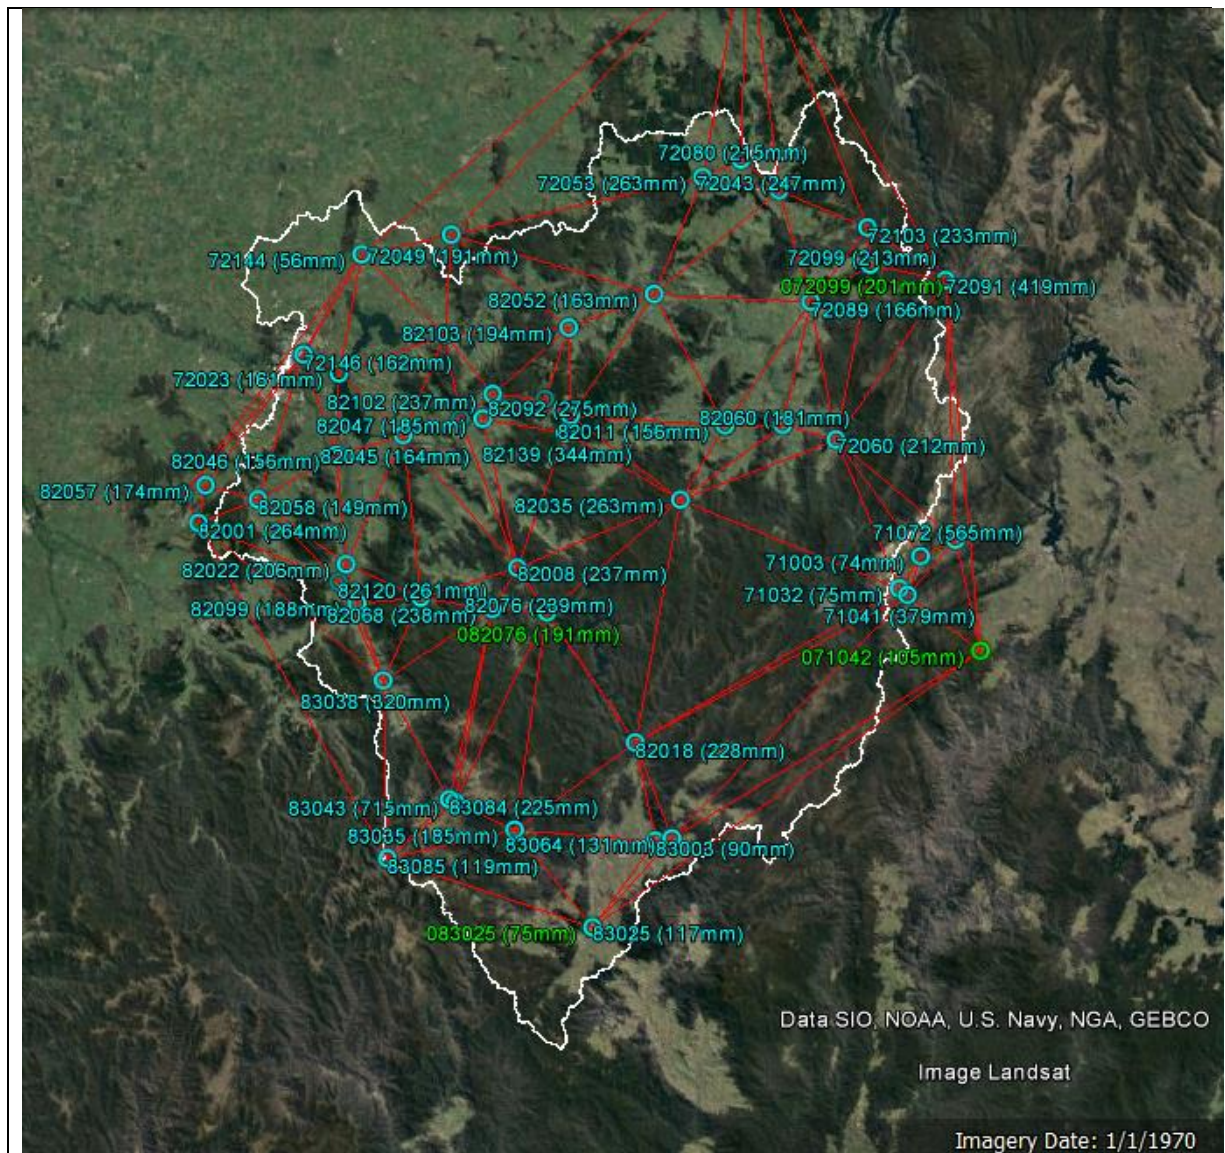 72080 (215mm)
72053 (263mm)
72043 (247mm)
72103 (233mm)
72144 (56mm)
72049 (191mm)
72099 (213mm)
072099 (201mm)
72091 (419mm)
82052 (163mm)
72089 (166mm)
82103 (194mm)
72146 (162mm)
72023 (161mm)
82102 (237mm)
82092 (275mm)
82060 (181mm)
82047 (185mm)
82011 (156mm)
72060 (212mm)
82045 (164mm)
82139 (344mm)
82046 (156mm)
82057 (174mm)
82058 (149mm)
82035 (263mm)
82001 (264mm)
71072 (565mm)
71003 (74mm)
82022 (206mm)
82008 (237mm)
82120 (261mm)
71032 (75mm)
82099 (188mm)
82068 (238mm)
82076 (239mm)
71041 (379mm)
082076 (191mm)
071042 (105mm)
83038 (320mm)
82018 (228mm)
83043 (715mm)
83084 (225mm)
83035 (185mm)
83064 (131mm)
83003 (90mm)
83085 (119mm)
083025 (75mm)
83025 (117mm)
Data SIO, NOAA, U.S. Navy, NGA, GEBCO
Image Landsat
Imagery Date: 1/1/1970